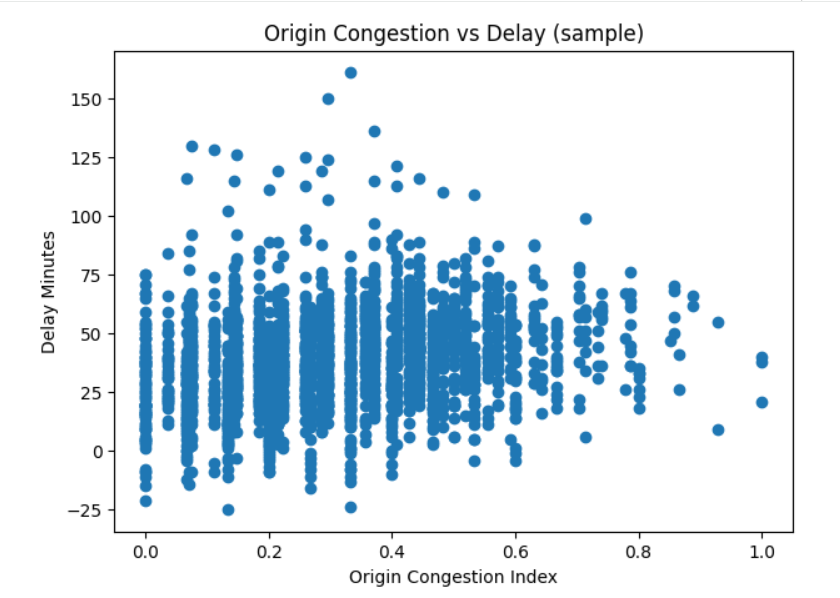 Origin Congestion vs Delay (sample)
150
125
100
75
50
25
0
−25
Delay Minutes
0.0 0.2 0.4 0.6 0.8 1.0
Origin Congestion Index